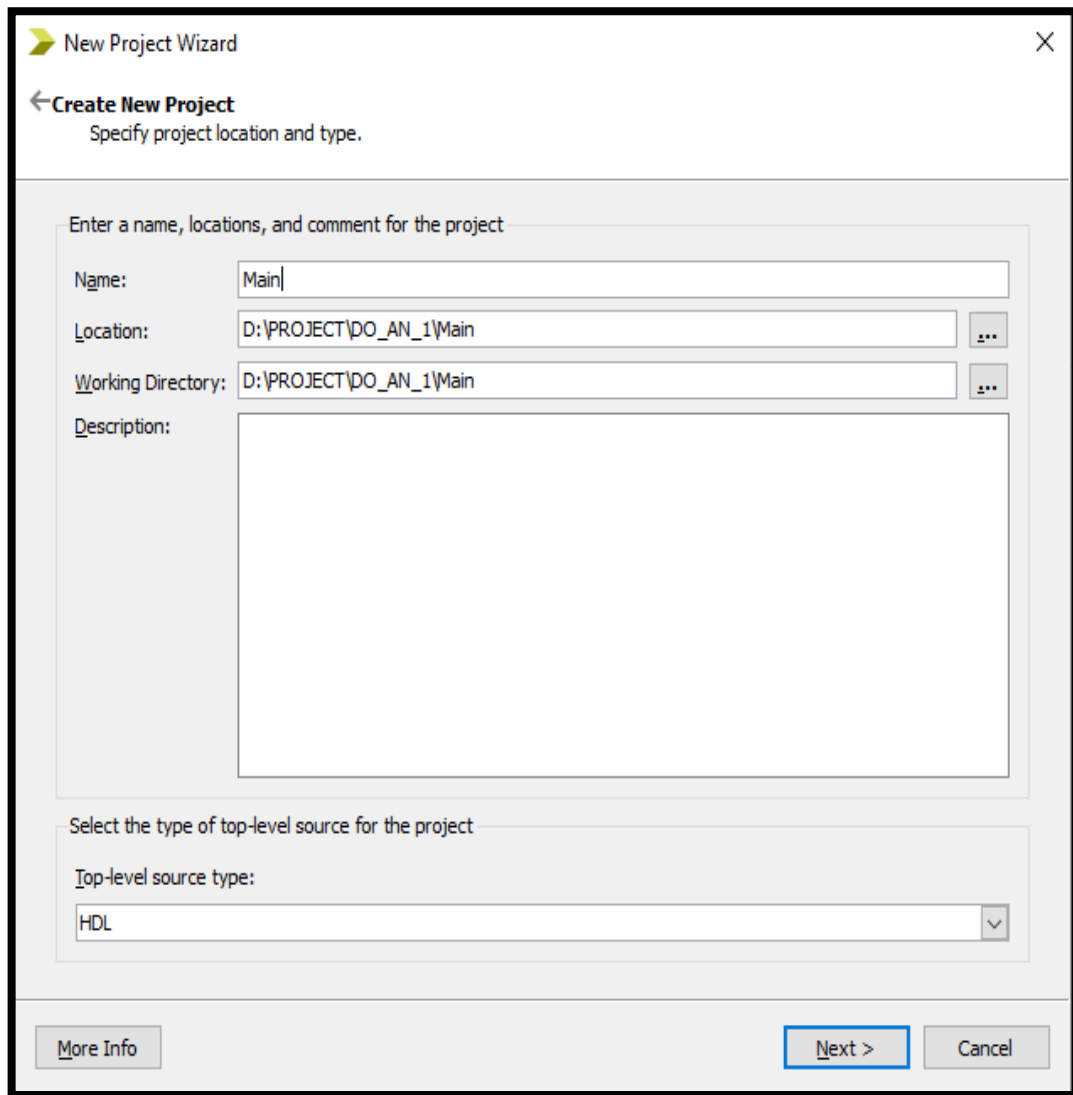 New Project Wizard
Create New Project
Specify project location and type.
Enter a name, locations, and comment for the project
Name: Main
Location: D:\PROJECT\DO_AN_1\Main ...
Working Directory: D:\PROJECT\DO_AN_1\Main ...
Description:
Select the type of top-level source for the project
Top-level source type:
HDL
More Info Next > Cancel